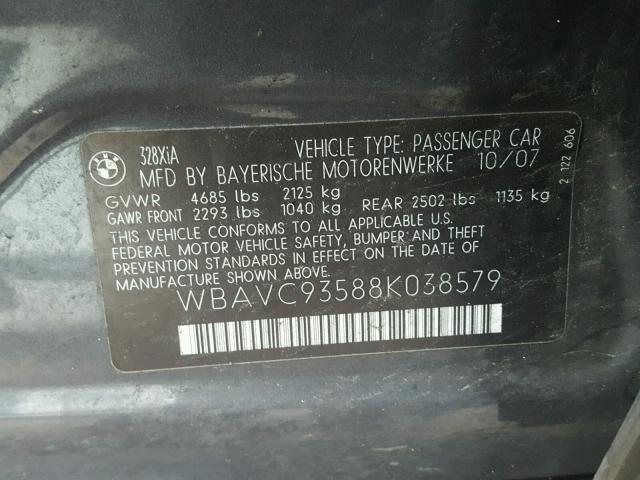 BMW
328XiA VEHICLE TYPE: PASSENGER CAR
MFD BY BAYERISCHE MOTORENWERKE 10/07
GVWR 4685 lbs 2125 kg
GAWR FRONT 2293 lbs 1040 kg REAR 2502 lbs 1135 kg
THIS VEHICLE CONFORMS TO ALL APPLICABLE U.S.
FEDERAL MOTOR VEHICLE SAFETY, BUMPER AND THEFT
PREVENTION STANDARDS IN EFFECT ON THE DATE OF
MANUFACTURE SHOWN ABOVE.
WBAVC93588K038579
2 122 606